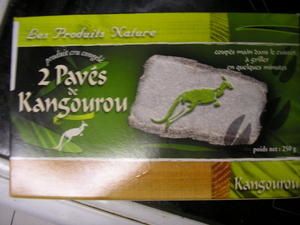 Les Produits Nature
produit cru congelé
2 Pavés
de
Kangourou
coupés main dans le cuissot
à griller
en quelques minutes
poids net : 250 g
Kangourou